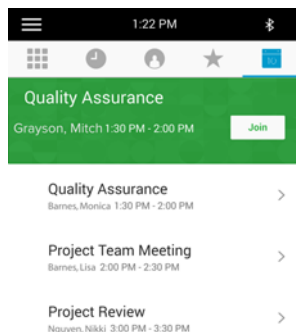 1:22 PM
10
Quality Assurance
Grayson, Mitch 1:30 PM - 2:00 PM
Join
Quality Assurance
Barnes, Monica 1:30 PM - 2:00 PM
Project Team Meeting
Barnes, Lisa 2:00 PM - 2:30 PM
Project Review
Nguyen, Nikki 3:00 PM - 3:30 PM